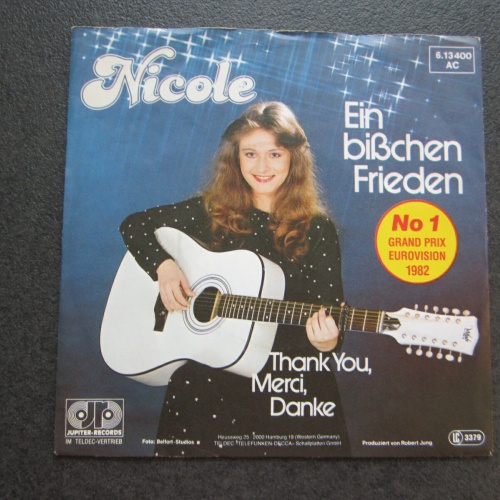 Nicole
6.13400
AC
Ein
bißchen
Frieden
No 1
GRAND PRIX
EUROVISION
1982
Thank You,
Merci,
Danke
jr
JUPITER-RECORDS
IM TELDEC-VERTRIEB
Foto: Belfort-Studios
Heussweg 25, 2000 Hamburg 19 (Western Germany)
TELDEC »TELEFUNKEN-DECCA« Schallplatten GmbH
Produziert von Robert Jung
LC 3379